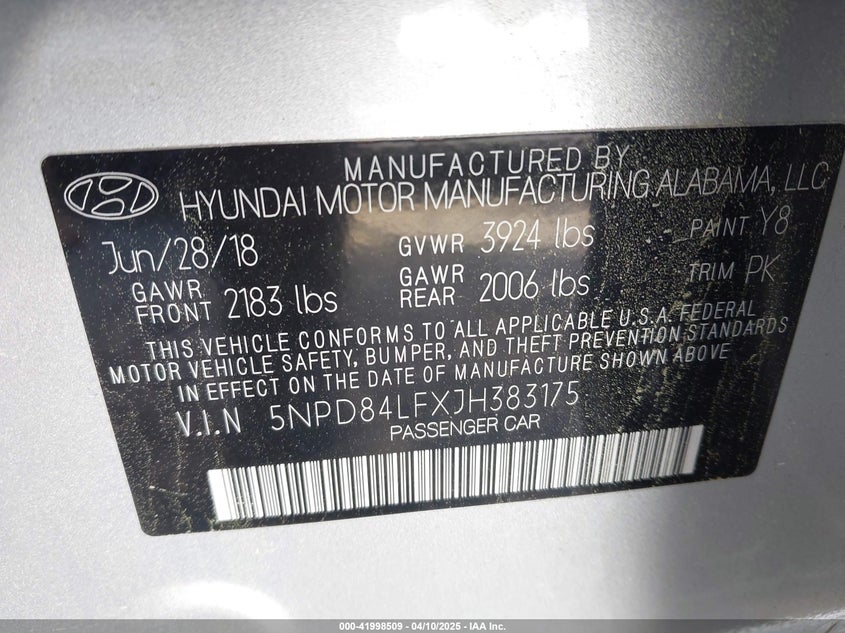 MANUFACTURED BY
HYUNDAI MOTOR MANUFACTURING ALABAMA, LLC
Jun/28/18 GVWR 3924 lbs PAINT Y8
GAWR FRONT 2183 lbs GAWR REAR 2006 lbs TRIM PK
THIS VEHICLE CONFORMS TO ALL APPLICABLE U.S.A. FEDERAL
MOTOR VEHICLE SAFETY, BUMPER, AND THEFT PREVENTION STANDARDS
IN EFFECT ON THE DATE OF MANUFACTURE SHOWN ABOVE
V.I.N 5NPD84LFXJH383175
PASSENGER CAR
000-41998509 - 04/10/2025 - IAA Inc.